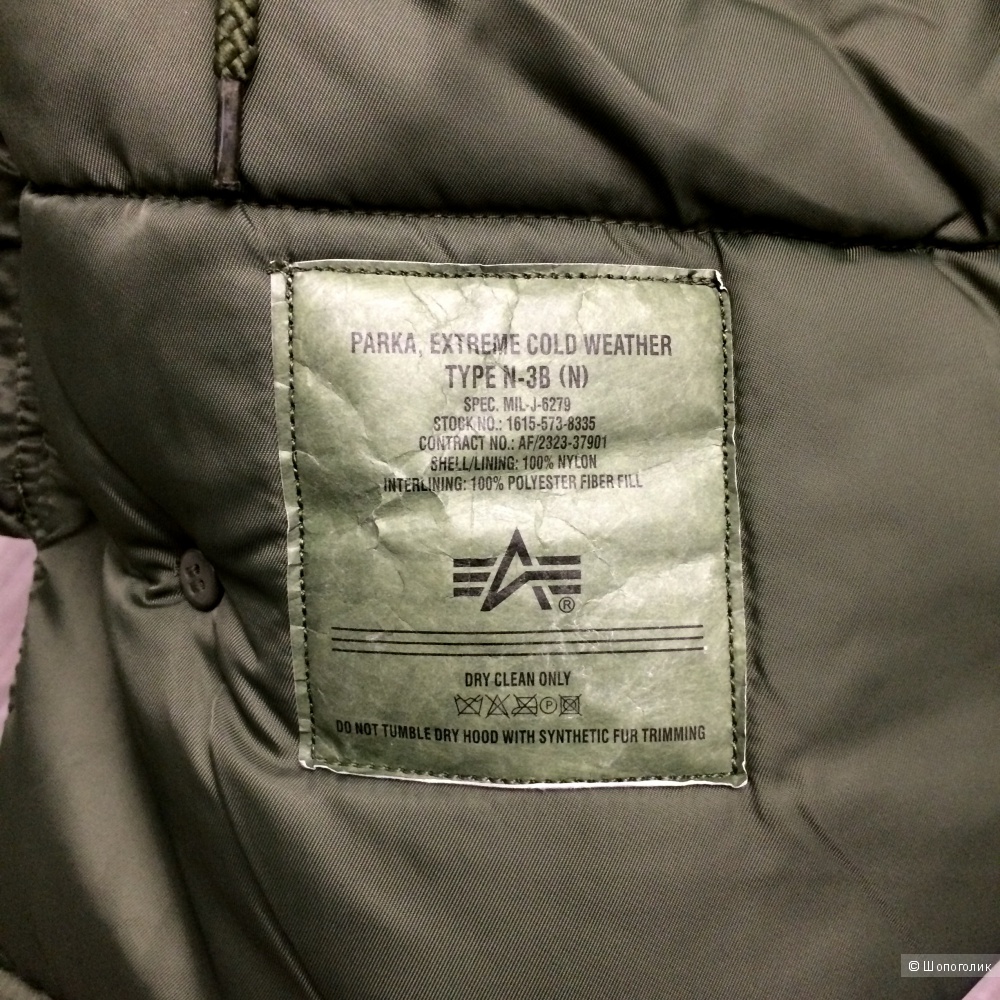 PARKA, EXTREME COLD WEATHER
TYPE N-3B (N)
SPEC. MIL-J-6279
STOCK NO.: 1615-573-8335
CONTRACT NO.: AF/2323-37901
SHELL/LINING: 100% NYLON
INTERLINING: 100% POLYESTER FIBER FILL
®
DRY CLEAN ONLY
P
DO NOT TUMBLE DRY HOOD WITH SYNTHETIC FUR TRIMMING
© Шопоголик